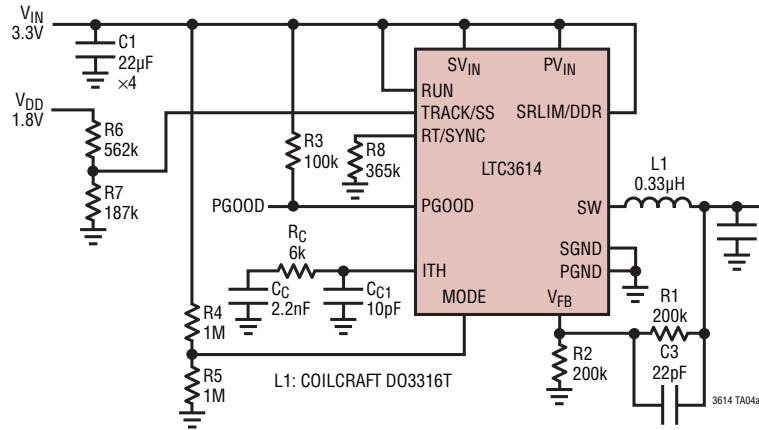 VIN
3.3V
C1
22µF
×4
VDD
1.8V
R6
562k
R7
187k
R3
100k
R8
365k
PGOOD
RC
6k
CC
2.2nF
CC1
10pF
R4
1M
R5
1M
L1: COILCRAFT DO3316T
SVIN
PVIN
RUN
TRACK/SS
SRLIM/DDR
RT/SYNC
LTC3614
PGOOD
SW
SGND
PGND
ITH
MODE
VFB
L1
0.33µH
R1
200k
C3
22pF
R2
200k
3614 TA04a